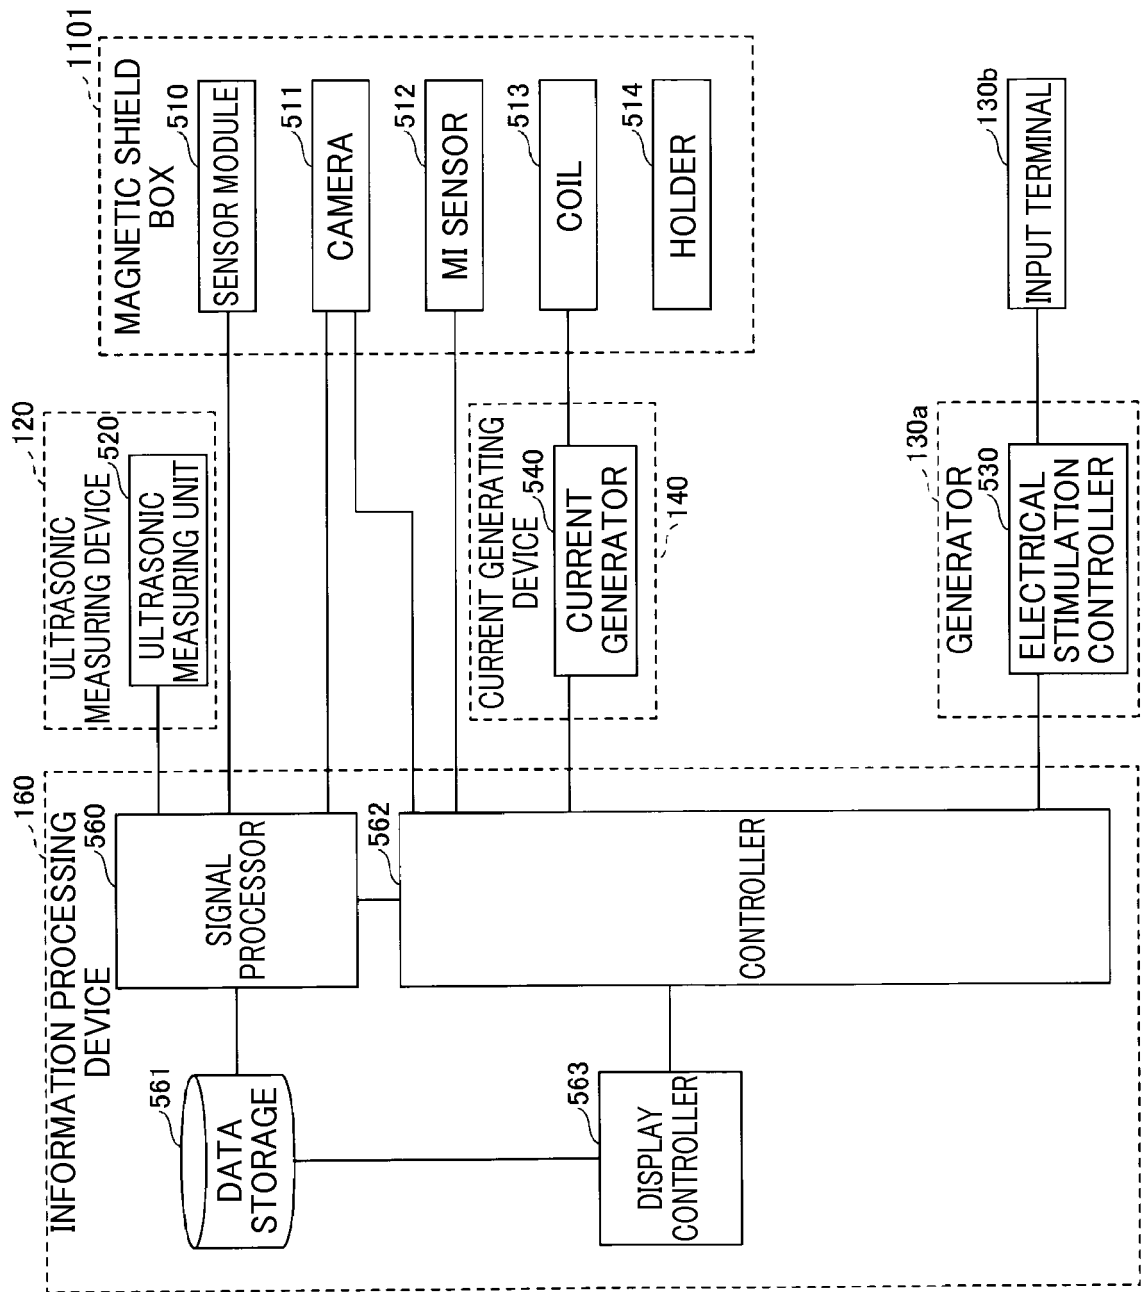 1101
MAGNETIC SHIELD
BOX
510
SENSOR MODULE
511
CAMERA
512
MI SENSOR
513
COIL
514
HOLDER
130b
INPUT TERMINAL
120
ULTRASONIC
MEASURING DEVICE
520
ULTRASONIC
MEASURING UNIT
CURRENT GENERATING
DEVICE
540
CURRENT
GENERATOR
140
130a
GENERATOR
530
ELECTRICAL
STIMULATION
CONTROLLER
160
INFORMATION PROCESSING
DEVICE
560
SIGNAL
PROCESSOR
562
CONTROLLER
561
DATA
STORAGE
563
DISPLAY
CONTROLLER